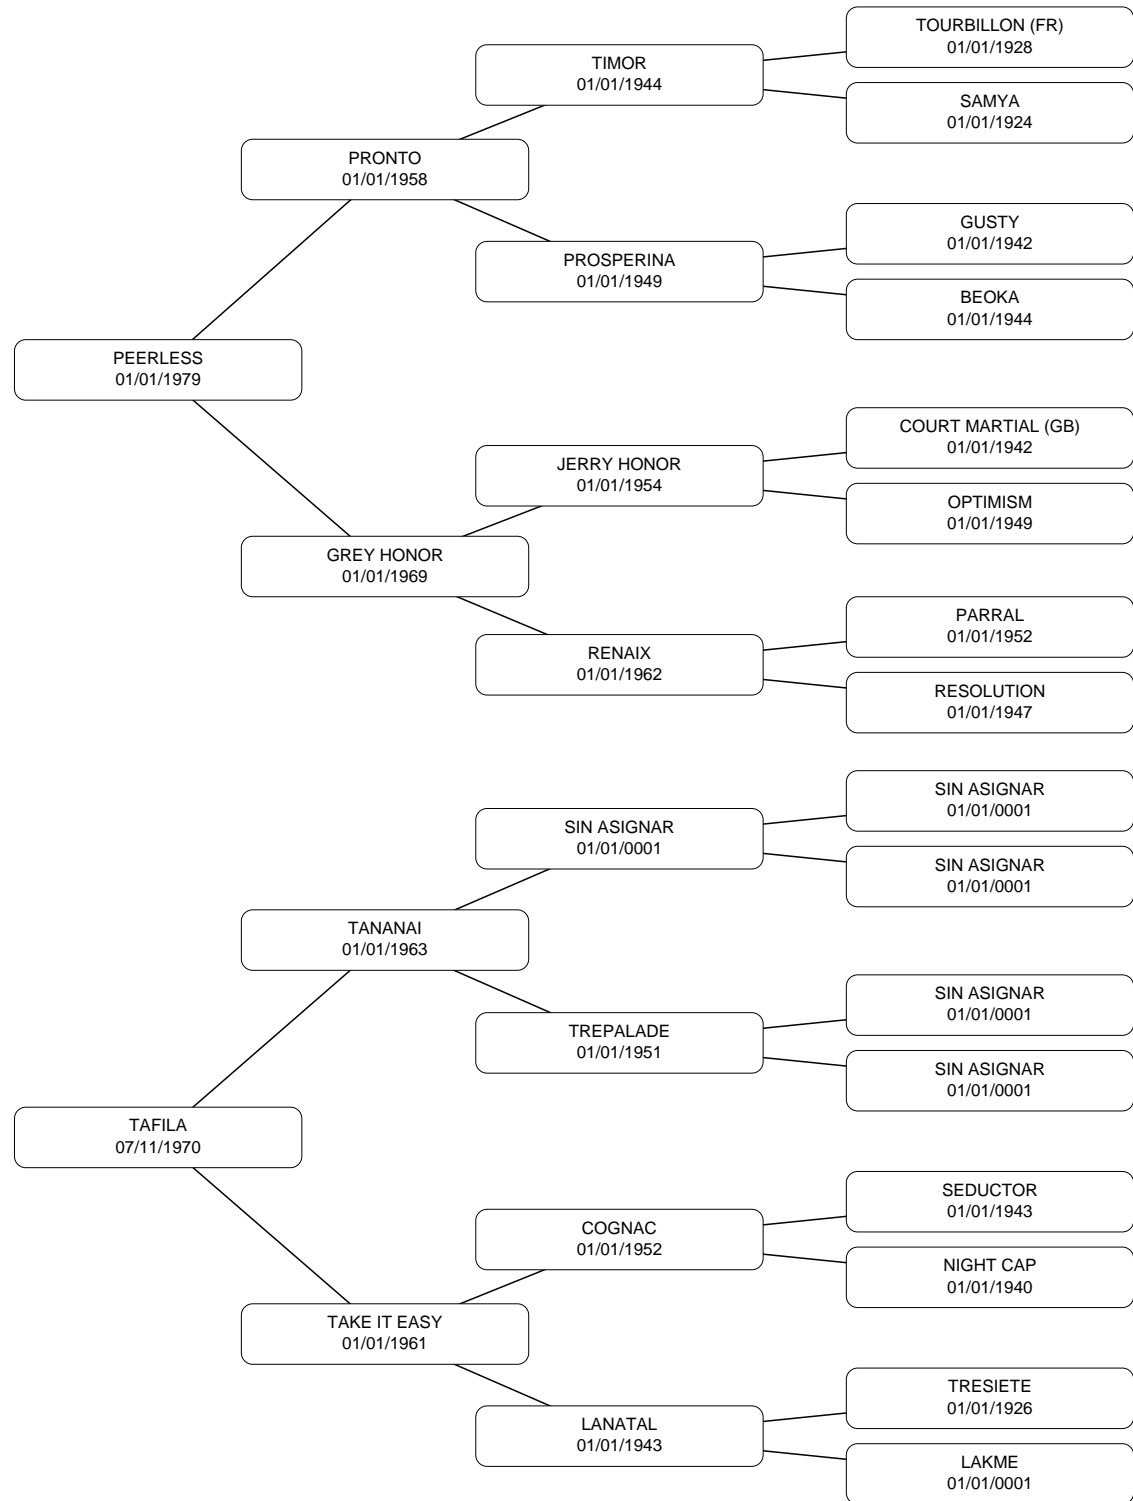 TOURBILLON (FR)
01/01/1928
TIMOR
01/01/1944
SAMYA
01/01/1924
PRONTO
01/01/1958
GUSTY
01/01/1942
PROSPERINA
01/01/1949
BEOKA
01/01/1944
PEERLESS
01/01/1979
COURT MARTIAL (GB)
01/01/1942
JERRY HONOR
01/01/1954
OPTIMISM
01/01/1949
GREY HONOR
01/01/1969
PARRAL
01/01/1952
RENAIX
01/01/1962
RESOLUTION
01/01/1947
SIN ASIGNAR
01/01/0001
SIN ASIGNAR
01/01/0001
SIN ASIGNAR
01/01/0001
TANANAI
01/01/1963
SIN ASIGNAR
01/01/0001
TREPALADE
01/01/1951
SIN ASIGNAR
01/01/0001
TAFILA
07/11/1970
SEDUCTOR
01/01/1943
COGNAC
01/01/1952
NIGHT CAP
01/01/1940
TAKE IT EASY
01/01/1961
TRESIETE
01/01/1926
LANATAL
01/01/1943
LAKME
01/01/0001